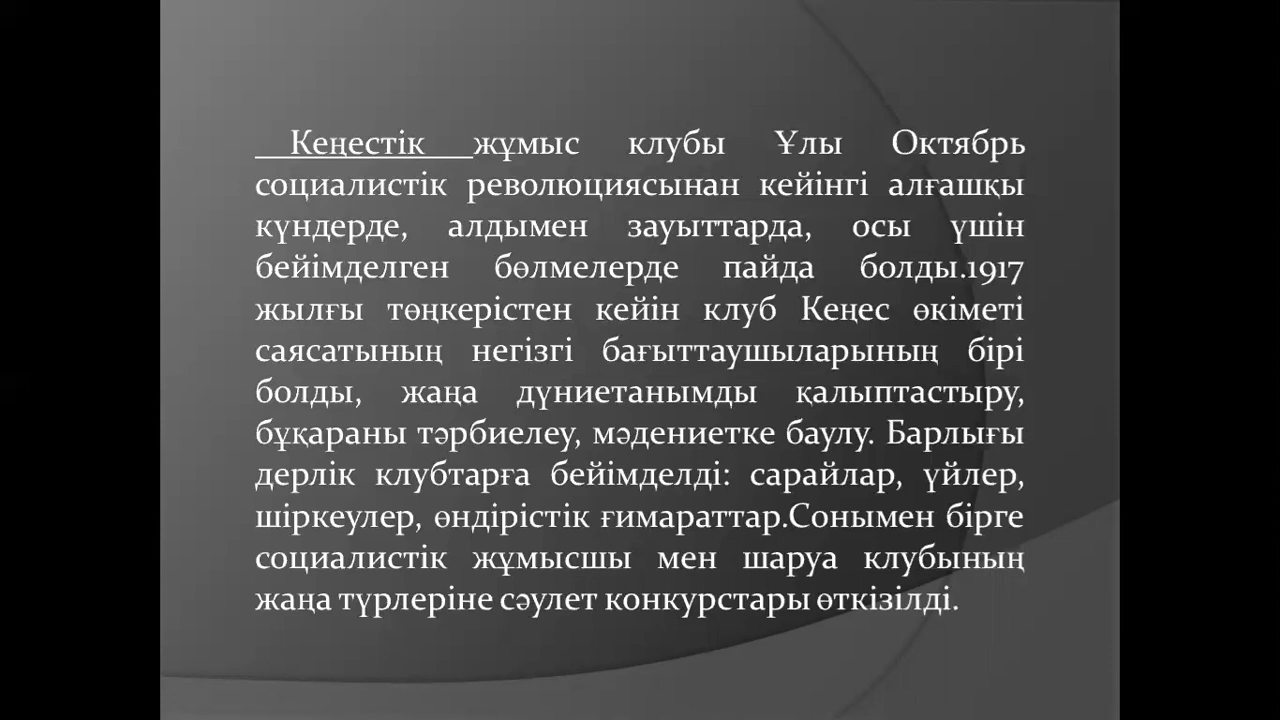 Кеңестік жұмыс клубы Ұлы Октябрь
социалистік революциясынан кейінгі алғашқы
күндерде, алдымен зауыттарда, осы үшін
бейімделген бөлмелерде пайда болды.1917
жылғы төңкерістен кейін клуб Кеңес өкіметі
саясатының негізгі бағыттаушыларының бірі
болды, жаңа дүниетанымды қалыптастыру,
бұқараны тәрбиелеу, мәдениетке баулу. Барлығы
дерлік клубтарға бейімделді: сарайлар, үйлер,
шіркеулер, өндірістік ғимараттар.Сонымен бірге
социалистік жұмысшы мен шаруа клубының
жаңа түрлеріне сәулет конкурстары өткізілді.